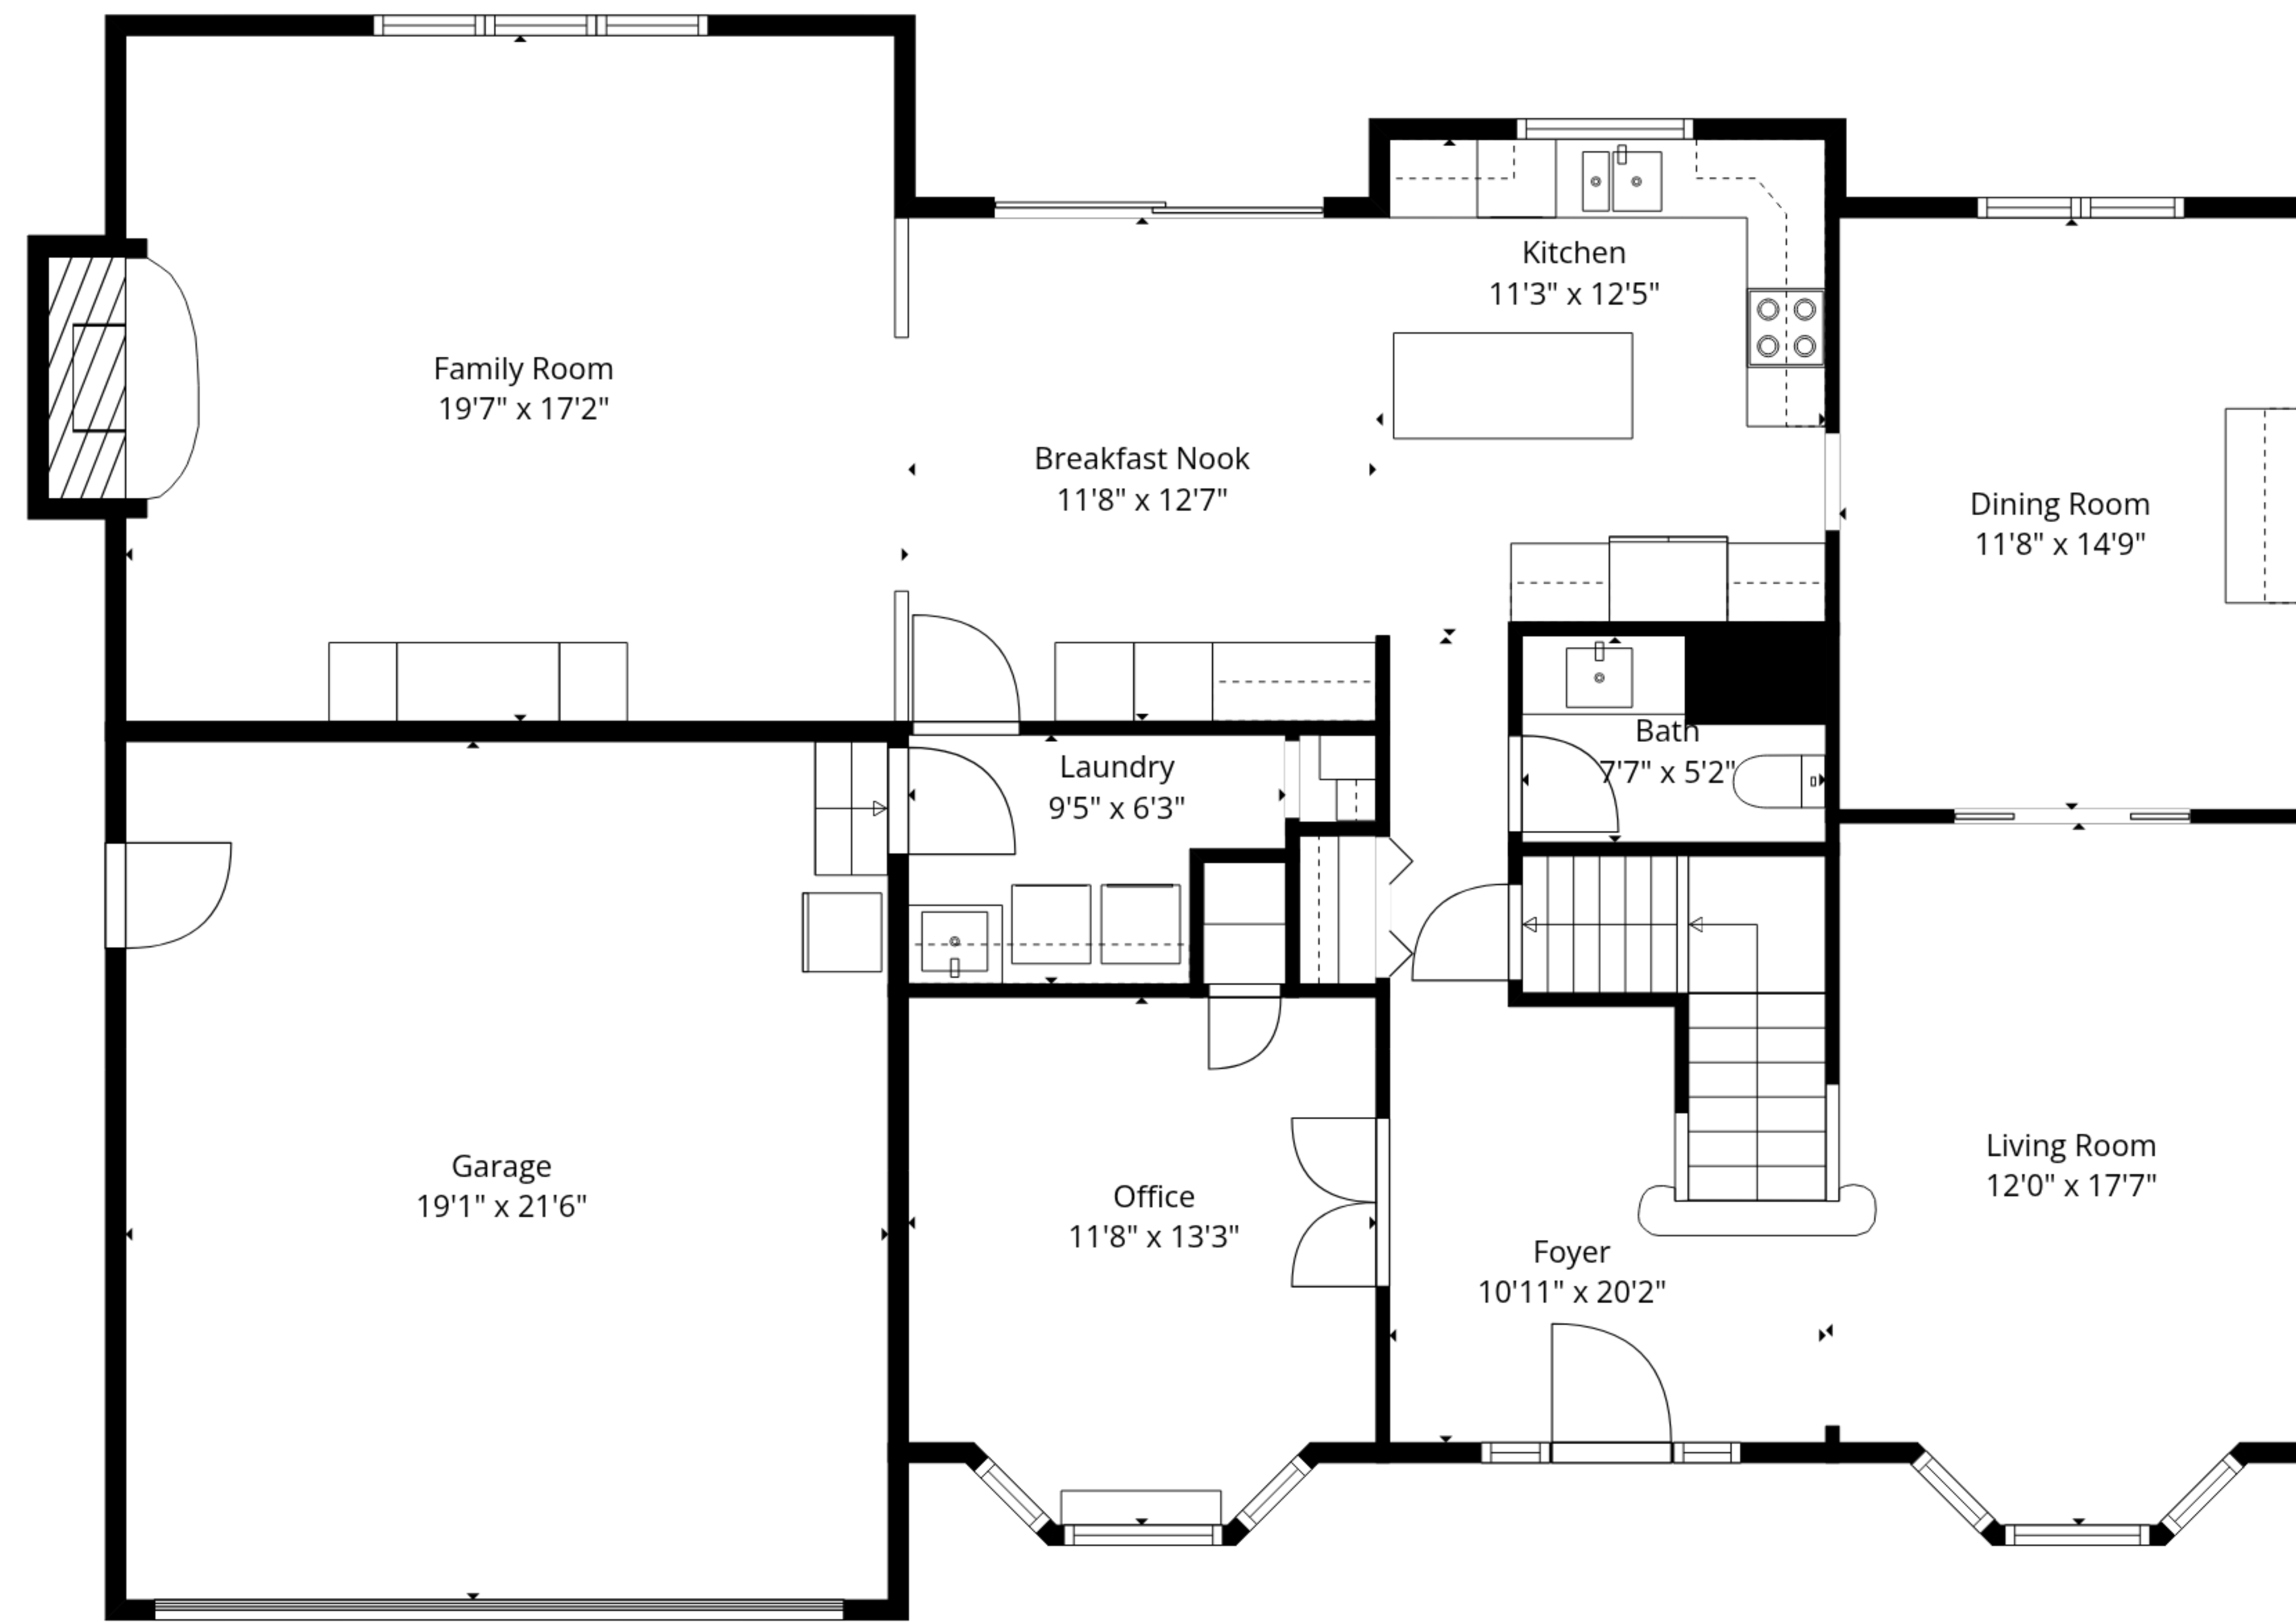 Family Room
19'7" x 17'2"
Breakfast Nook
11'8" x 12'7"
Kitchen
11'3" x 12'5"
Dining Room
11'8" x 14'9"
Laundry
9'5" x 6'3"
Bath
7'7" x 5'2"
Garage
19'1" x 21'6"
Office
11'8" x 13'3"
Foyer
10'11" x 20'2"
Living Room
12'0" x 17'7"